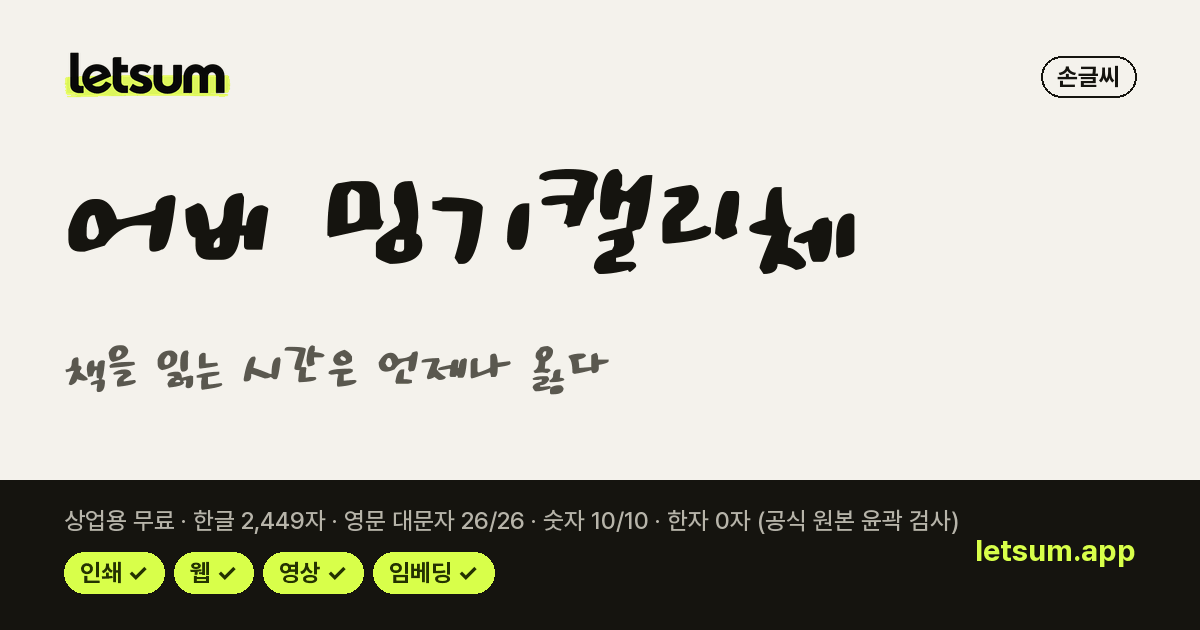 letsum
손글씨
어버 밍기캘리체
책을 읽는 시간은 언제나 옳다
상업용 무료 · 한글 2,449자 · 영문 대문자 26/26 · 숫자 10/10 · 한자 0자 (공식 원본 윤곽 검사)
인쇄 ✓ 웹 ✓ 영상 ✓ 임베딩 ✓
letsum.app